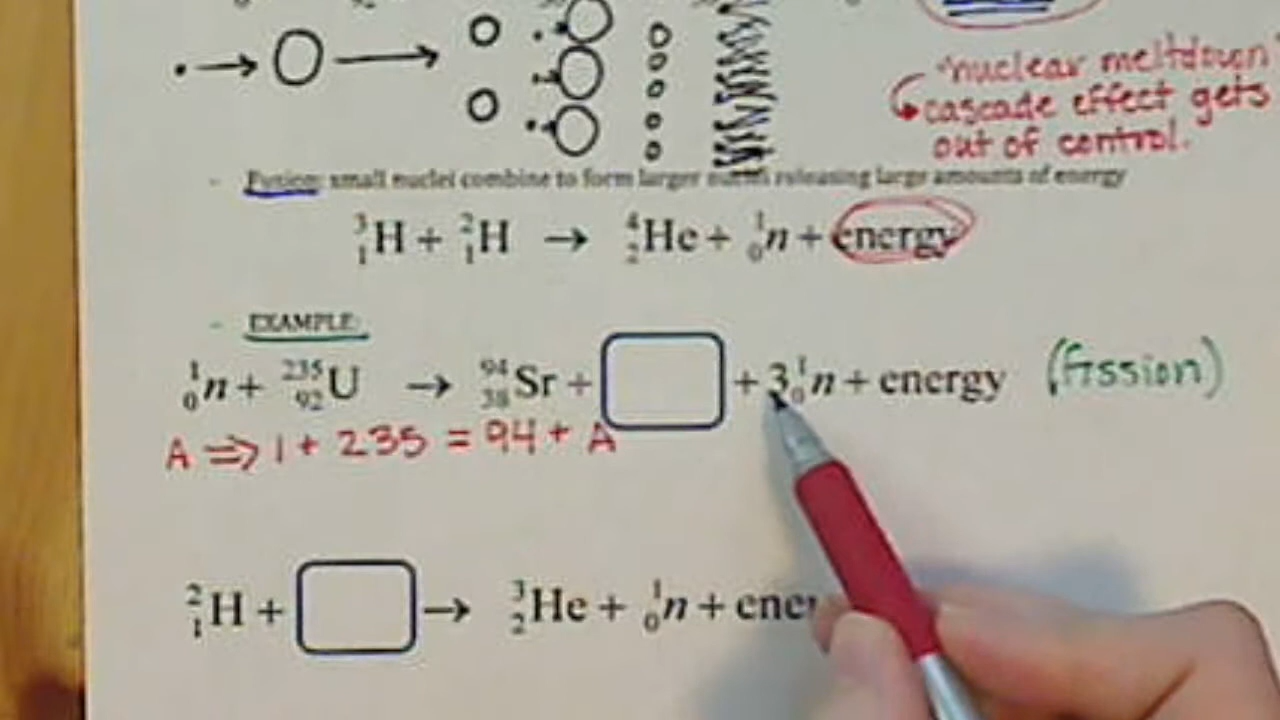 "nuclear meltdown"
cascade effect gets
out of control.
- Fusion: small nuclei combine to form larger nuclei releasing large amounts of energy
³₁H + ²₁H → ⁴₂He + ¹₀n + energy
- EXAMPLE:
¹₀n + ²³⁵₉₂U → ⁹⁴₃₈Sr + + 3¹₀n + energy (fission)
A ⇒ 1 + 235 = 94 + A
²₁H + → ³₂He + ¹₀n + ener